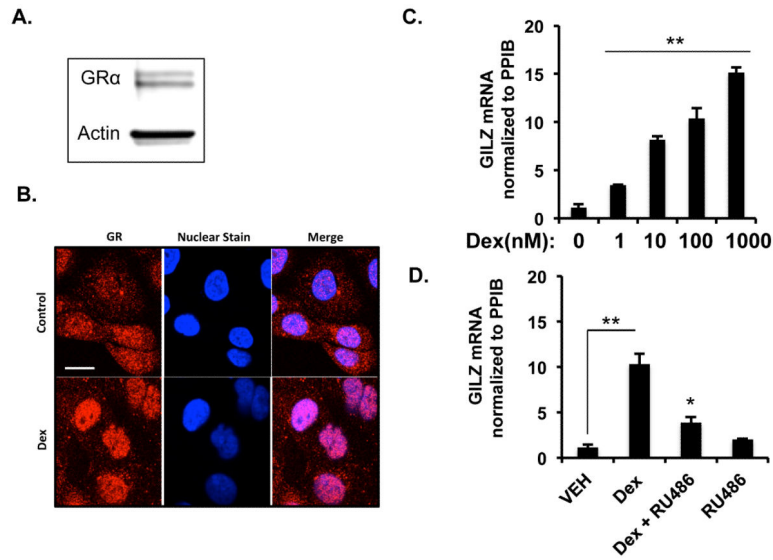 A.
GRα
Actin
B.
GR Nuclear Stain Merge
Control
Dex
C.
GILZ mRNA
normalized to PPIB
20
15
10
5
0
**
Dex(nM): 0 1 10 100 1000
D.
GILZ mRNA
normalized to PPIB
20
15
10
5
0
**
*
VEH
Dex
Dex + RU486
RU486